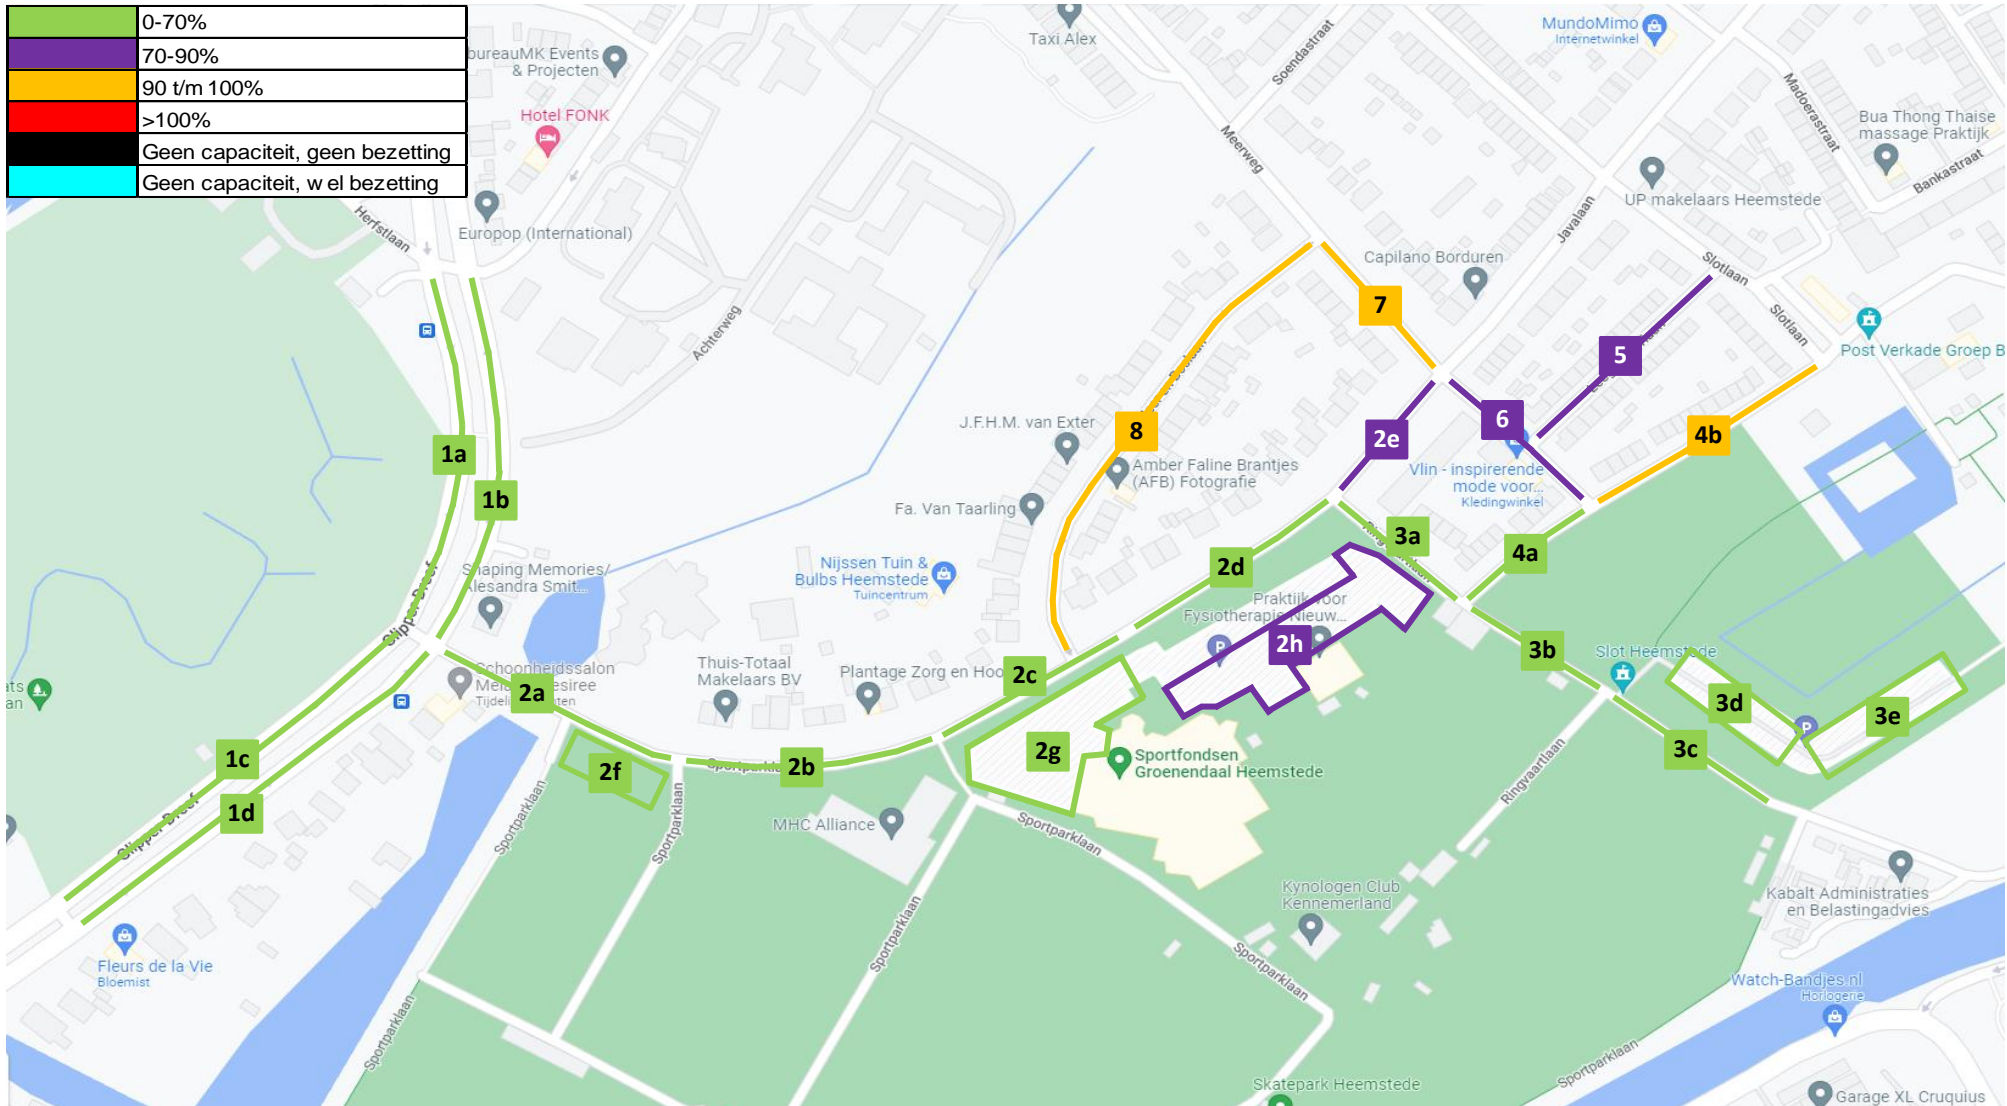 0-70%
70-90%
90 t/m 100%
>100%
Geen capaciteit, geen bezetting
Geen capaciteit, wel bezetting
bureauMK Events
& Projecten
Hotel FONK
Europop (International)
Herfstlaan
Achterweg
Taxi Alex
Soendastraat
MundoMimo
Internetwinkel
Madoerastraat
Bua Thong Thaise
massage Praktijk
Bankastraat
Meerweg
UP makelaars Heemstede
Javalaan
Capilano Borduren
Slotlaan
Slotlaan
Post Verkade Groep B
7
5
6
8
2e
4b
1a
1b
J.F.H.M. van Exter
Amber Faline Brantjes
(AFB) Fotografie
Fa. Van Taarling
Vlin - inspirerende
mode voor...
Kledingwinkel
3a
4a
2d
Nijssen Tuin &
Bulbs Heemstede
Tuincentrum
Shaping Memories/
Alesandra Smit...
Praktijk voor
Fysiotherapie Nieuw...
2h
P
3b
Slot Heemstede
Schoonheidssalon
2a
Thuis-Totaal
Makelaars BV
Plantage Zorg en
2c
3d
3e
P
3c
1c
1d
2f
2b
2g
Sportfondsen
Groenendaal Heemstede
Ringvaartlaan
MHC Alliance
Sportparklaan
Sportparklaan
Sportparklaan
Sportparklaan
Kynologen Club
Kennemerland
Kabalt Administraties
en Belastingadvies
Fleurs de la Vie
Bloemist
Sportparklaan
Sportparklaan
Watch-Bandjes.nl
Horlogerie
Sportparklaan
Skatepark Heemstede
Garage XL Cruquius